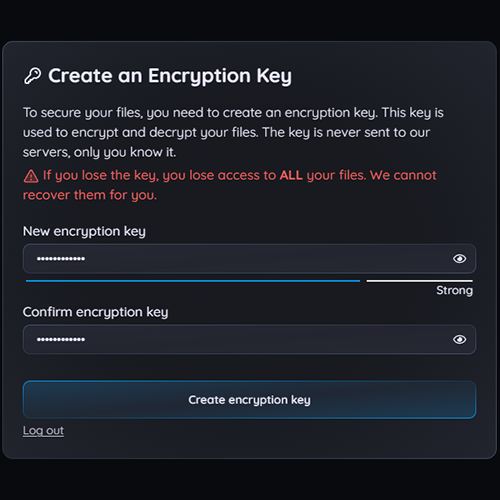 Create an Encryption Key
To secure your files, you need to create an encryption key. This key is
used to encrypt and decrypt your files. The key is never sent to our
servers, only you know it.
If you lose the key, you lose access to ALL your files. We cannot
recover them for you.
New encryption key
••••••••••••
Strong
Confirm encryption key
••••••••••••
Create encryption key
Log out